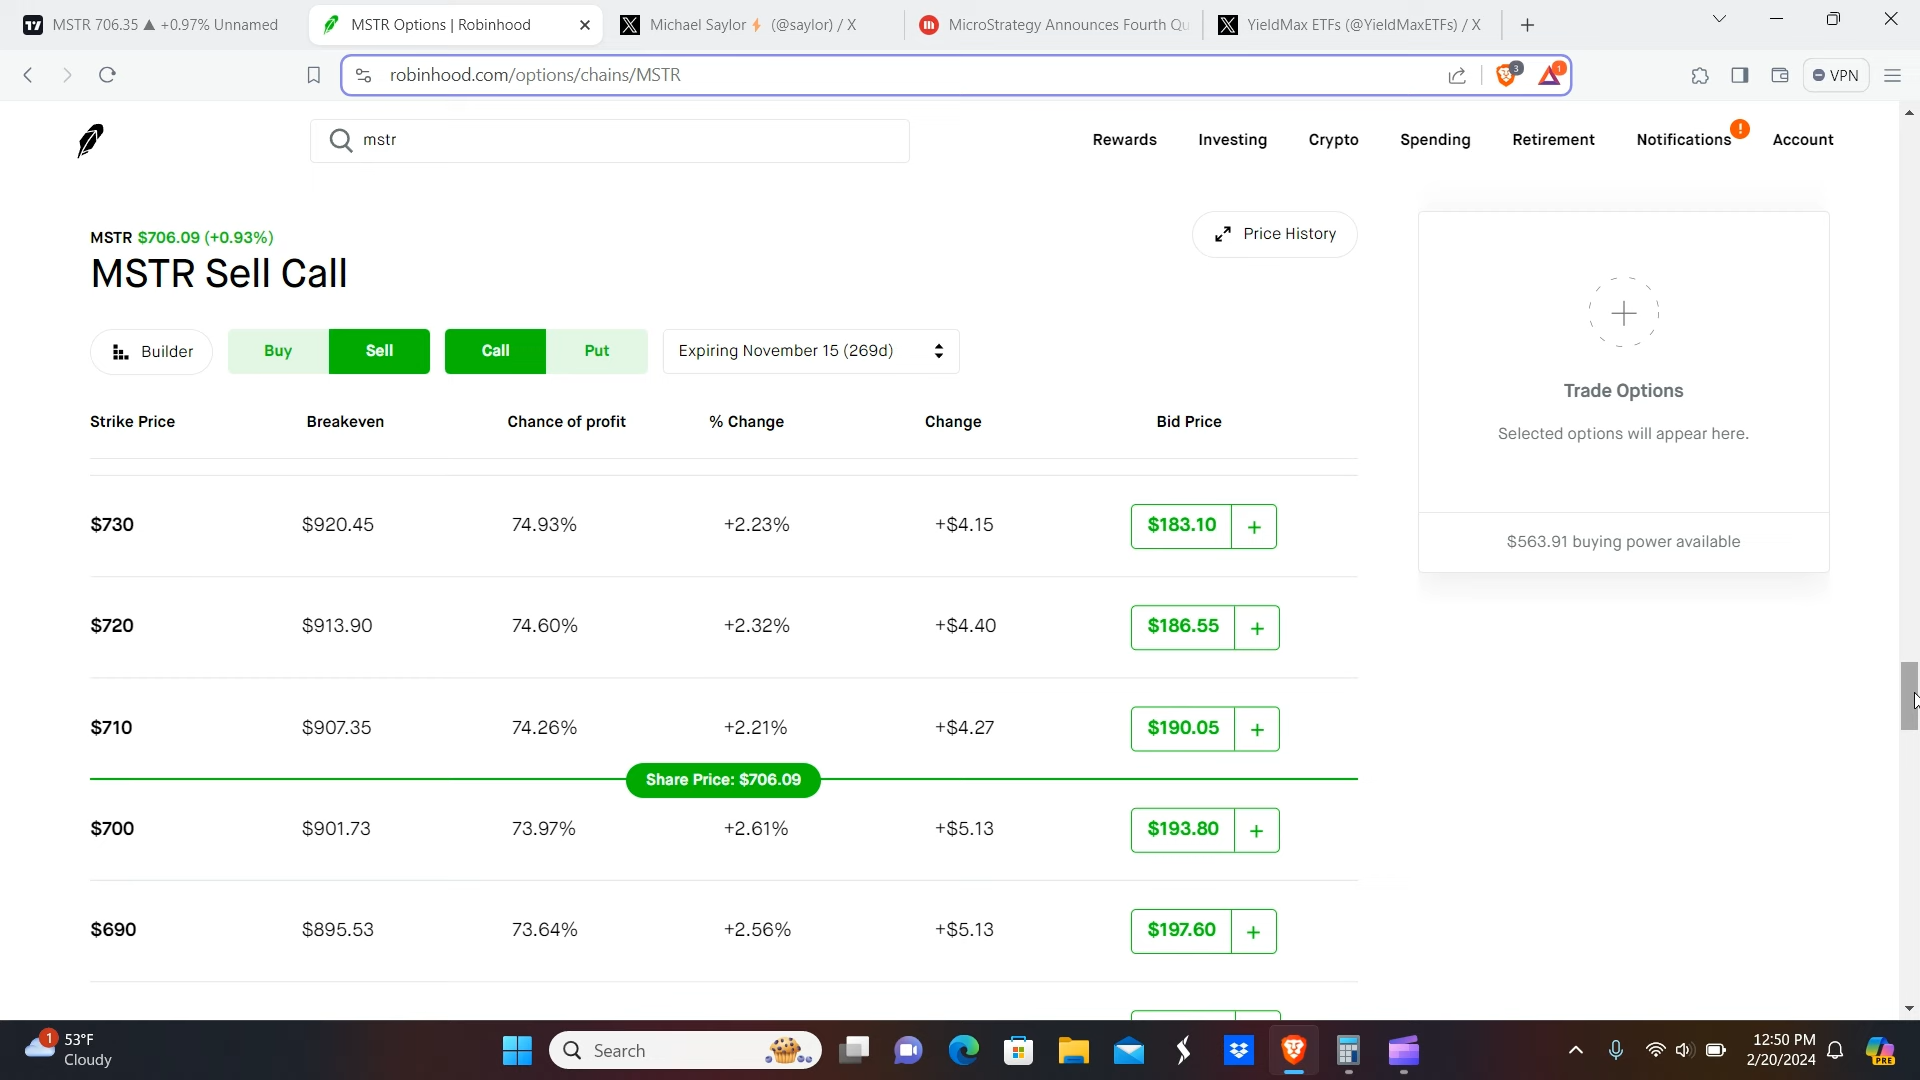 MSTR 706.35 ▲ +0.97% Unnamed
MSTR Options | Robinhood
Michael Saylor⚡ (@saylor) / X
MicroStrategy Announces Fourth Qu
YieldMax ETFs (@YieldMaxETFs) / X
robinhood.com/options/chains/MSTR
3
1
VPN
mstr
Rewards
Investing
Crypto
Spending
Retirement
Notifications
!
Account
MSTR $706.09 (+0.93%)
MSTR Sell Call
Price History
Builder
Buy
Sell
Call
Put
Expiring November 15 (269d)
Trade Options
Selected options will appear here.
$563.91 buying power available
Strike Price Breakeven Chance of profit % Change Change Bid Price
$730 $920.45 74.93% +2.23% +$4.15 $183.10 +
$720 $913.90 74.60% +2.32% +$4.40 $186.55 +
$710 $907.35 74.26% +2.21% +$4.27 $190.05 +
Share Price: $706.09
$700 $901.73 73.97% +2.61% +$5.13 $193.80 +
$690 $895.53 73.64% +2.56% +$5.13 $197.60 +
1
53°F
Cloudy
Search
12:50 PM
2/20/2024
PRE